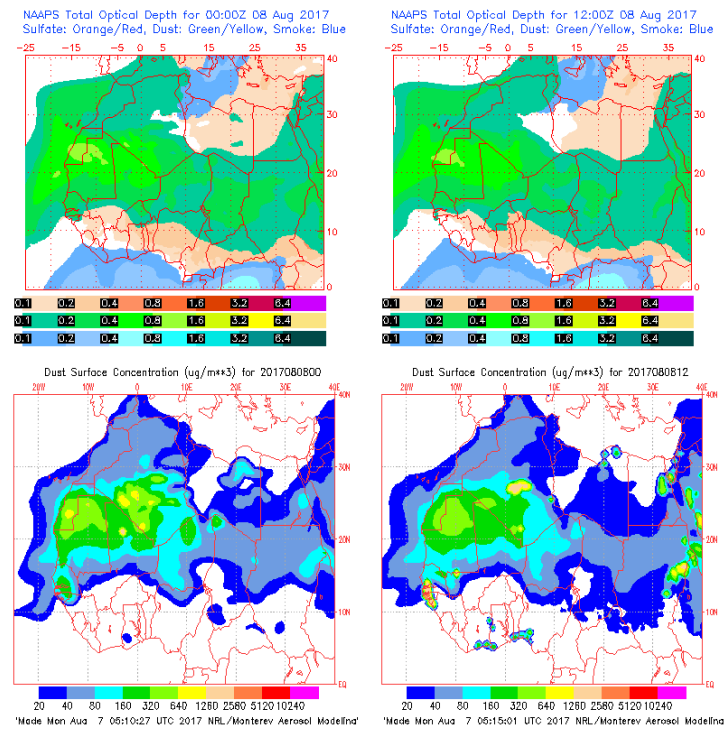 NAAPS Total Optical Depth for 00:00Z 08 Aug 2017
Sulfate: Orange/Red, Dust: Green/Yellow, Smoke: Blue
-25 -15 -5 0 5 15 25 35 40
30
20
10
0
0.1 0.2 0.4 0.8 1.6 3.2 6.4
0.1 0.2 0.4 0.8 1.6 3.2 6.4
0.1 0.2 0.4 0.8 1.6 3.2 6.4
NAAPS Total Optical Depth for 12:00Z 08 Aug 2017
Sulfate: Orange/Red, Dust: Green/Yellow, Smoke: Blue
-25 -15 -5 0 5 15 25 35 40
30
20
10
0
0.1 0.2 0.4 0.8 1.6 3.2 6.4
0.1 0.2 0.4 0.8 1.6 3.2 6.4
0.1 0.2 0.4 0.8 1.6 3.2 6.4
Dust Surface Concentration (ug/m**3) for 2017080800
20W 10W 0 10E 20E 30E 40E
40N
30N
20N
10N
EQ
20 40 80 160 320 640 1280 2560 5120 10240
'Made Mon Aug 7 05:10:27 UTC 2017 NRL/Monterey Aerosol Modeling'
Dust Surface Concentration (ug/m**3) for 2017080812
20W 10W 0 10E 20E 30E 40E
40N
30N
20N
10N
EQ
20 40 80 160 320 640 1280 2560 5120 10240
'Made Mon Aug 7 05:15:01 UTC 2017 NRL/Monterey Aerosol Modeling'